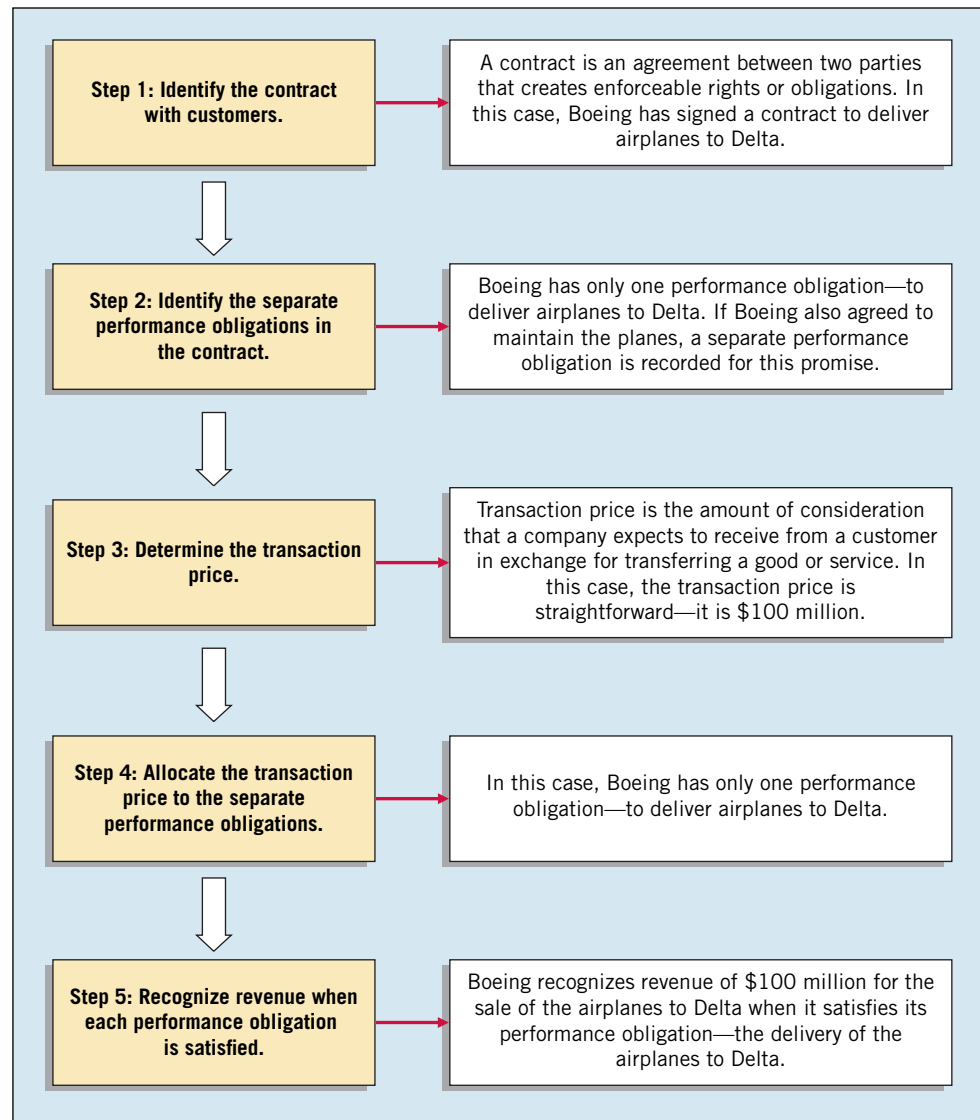 Step 1: Identify the contract
with customers.
A contract is an agreement between two parties
that creates enforceable rights or obligations. In
this case, Boeing has signed a contract to deliver
airplanes to Delta.
Step 2: Identify the separate
performance obligations in
the contract.
Boeing has only one performance obligation—to
deliver airplanes to Delta. If Boeing also agreed to
maintain the planes, a separate performance
obligation is recorded for this promise.
Step 3: Determine the transaction
price.
Transaction price is the amount of consideration
that a company expects to receive from a customer
in exchange for transferring a good or service. In
this case, the transaction price is
straightforward—it is $100 million.
Step 4: Allocate the transaction
price to the separate
performance obligations.
In this case, Boeing has only one performance
obligation—to deliver airplanes to Delta.
Step 5: Recognize revenue when
each performance obligation
is satisfied.
Boeing recognizes revenue of $100 million for the
sale of the airplanes to Delta when it satisfies its
performance obligation—the delivery of the
airplanes to Delta.